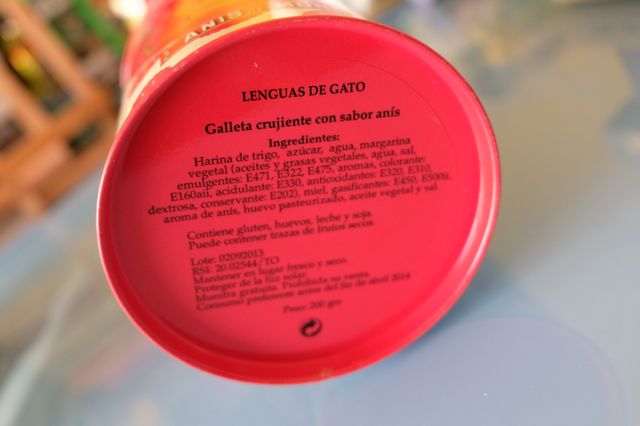 ANIS
LENGUAS DE GATO
Galleta crujiente con sabor anís
Ingredientes:
Harina de trigo, azúcar, agua, margarina
vegetal (aceites y grasas vegetales, agua, sal,
emulgentes: E471, E322, E475, aromas, colorante:
E160aii, acidulante: E330, antioxidantes: E320, E310,
dextrosa, conservante: E202), miel, gasificantes: E450, E500ii,
aroma de anís, huevo pasteurizado, aceite vegetal y sal.
Contiene gluten, huevos, leche y soja.
Puede contener trazas de frutos secos.
Lote: 02092013
RSI: 20.02544/TO
Mantener en lugar fresco y seco.
Proteger de la luz solar.
Muestra gratuita. Prohibida su venta.
Consumo preferente antes del fin de abril 2014
Peso: 200 grs